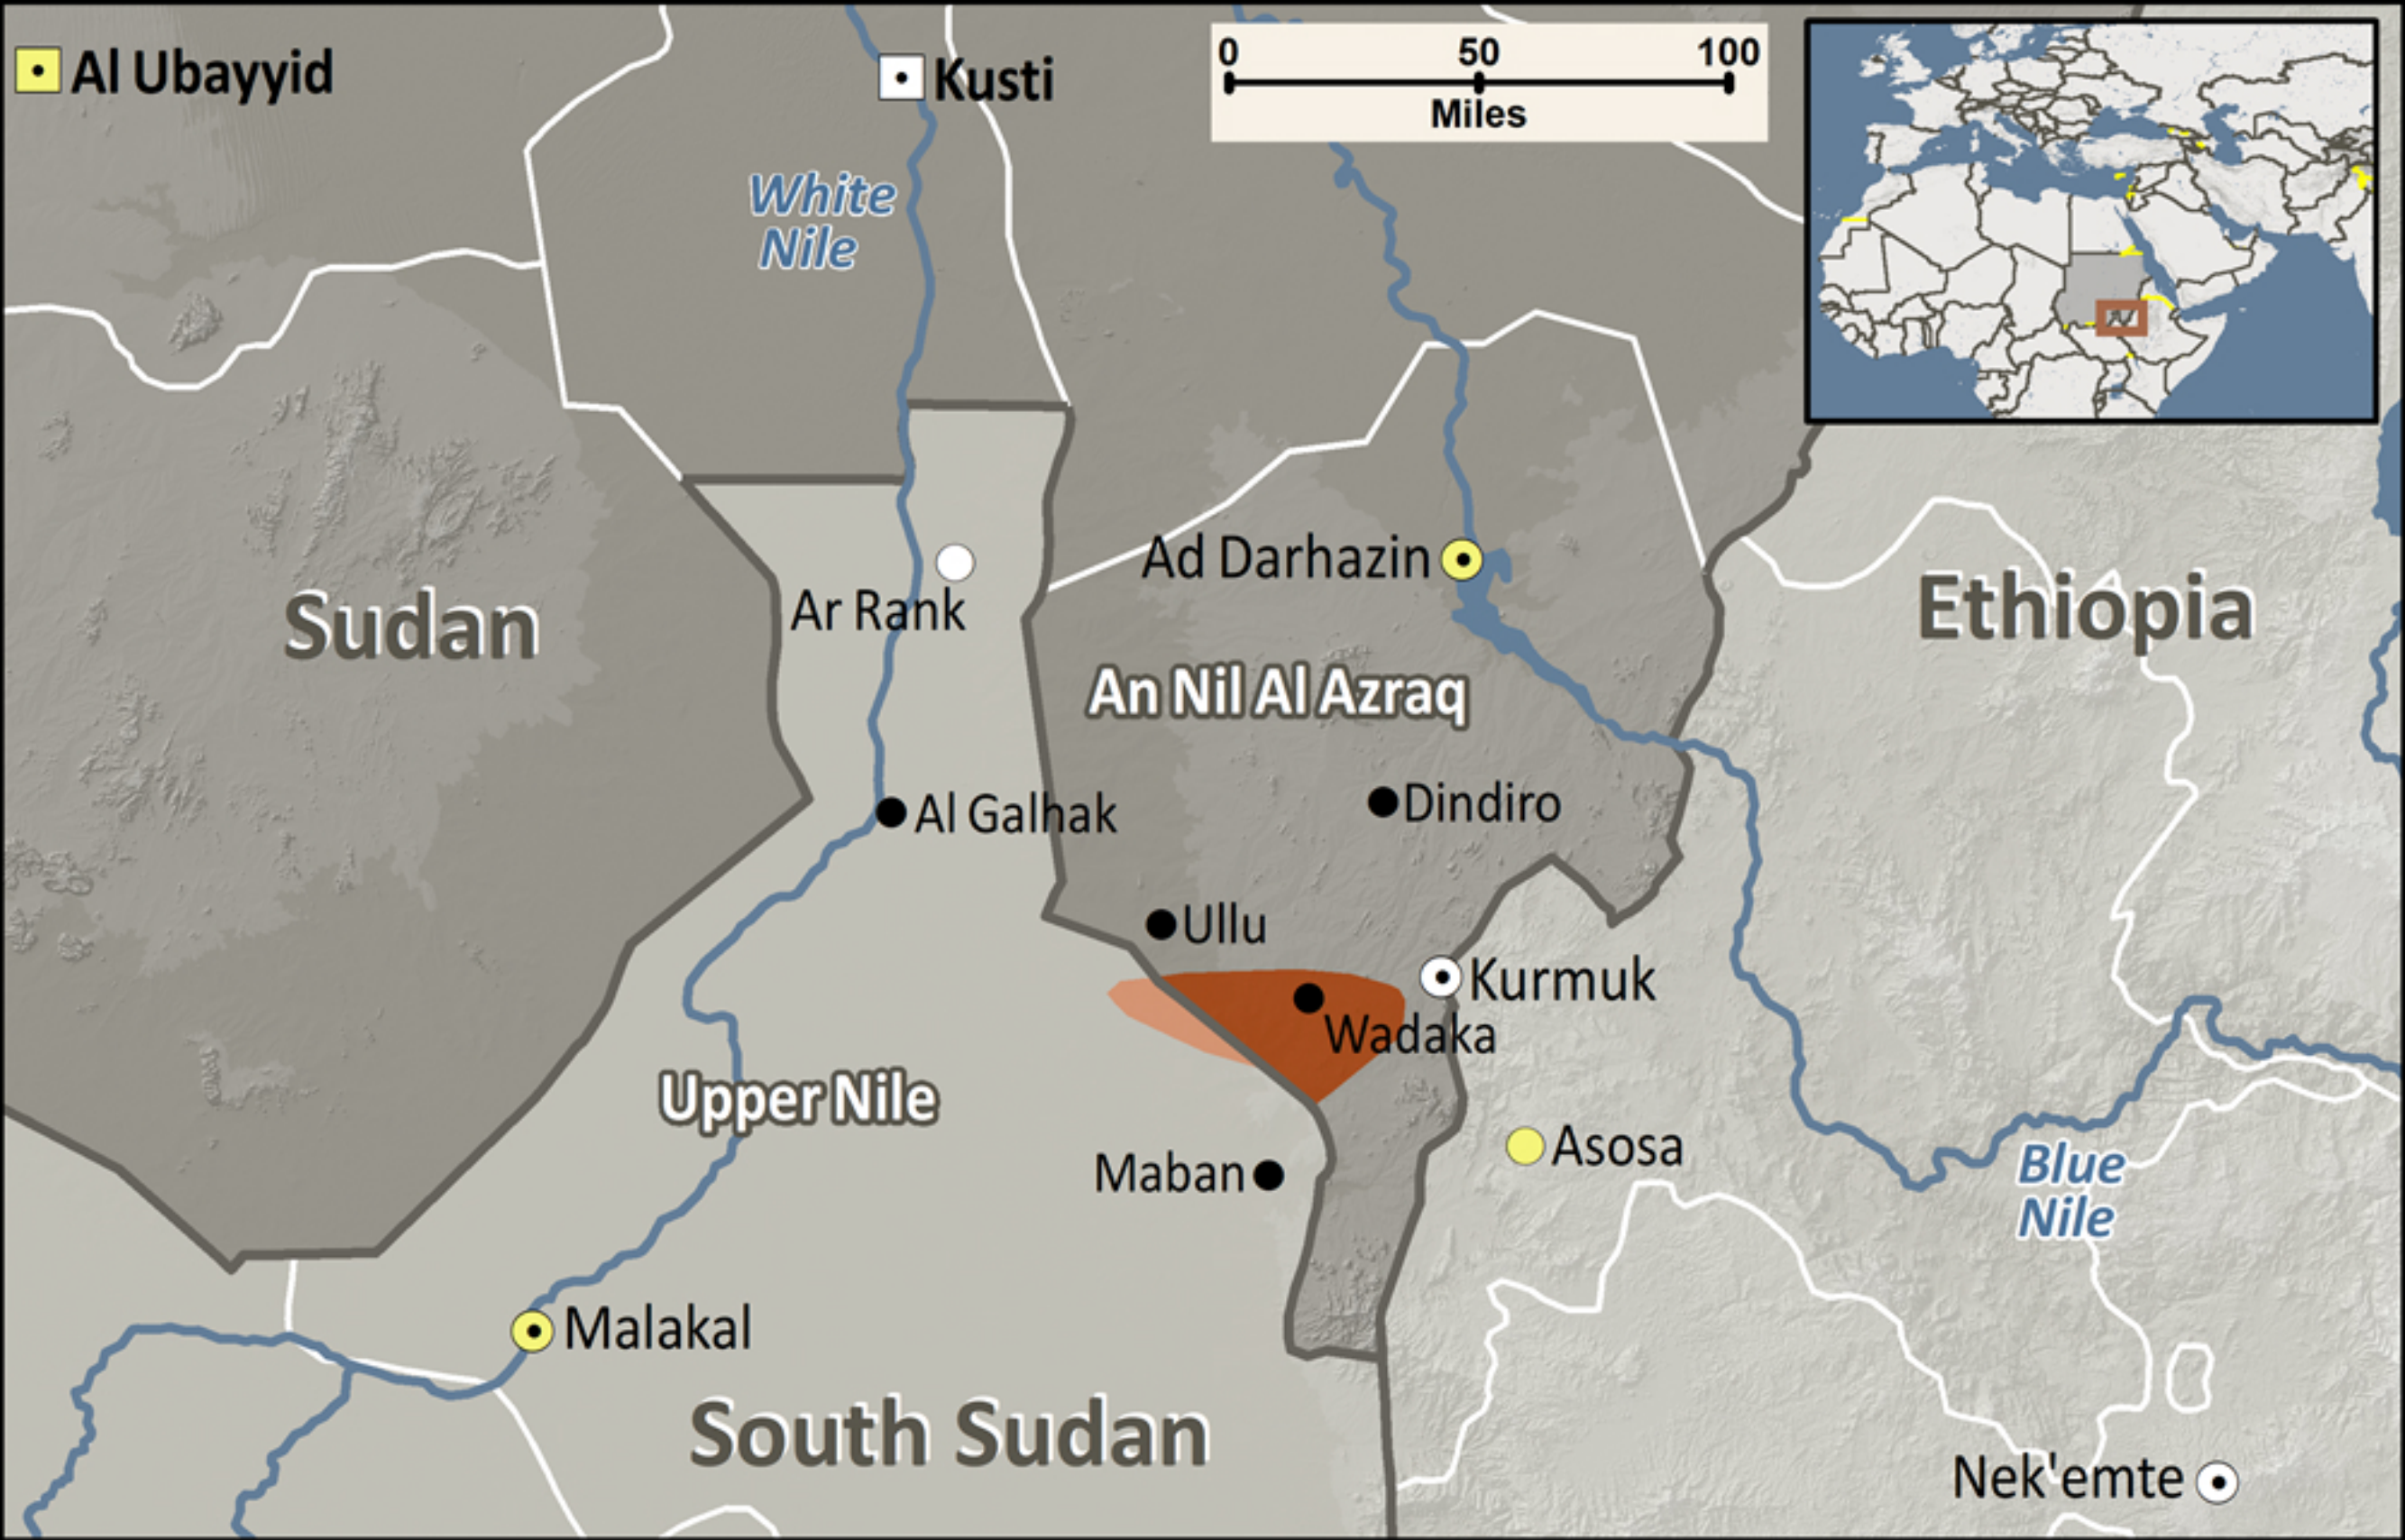 Al Ubayyid
Kusti
0 50 100
Miles
White
Nile
Ad Darhazin
Ar Rank
Sudan
Ethiopia
An Nil Al Azraq
Dindiro
Al Galhak
Ullu
Kurmuk
Wadaka
Upper Nile
Asosa
Maban
Blue
Nile
Malakal
South Sudan
Nek'emte